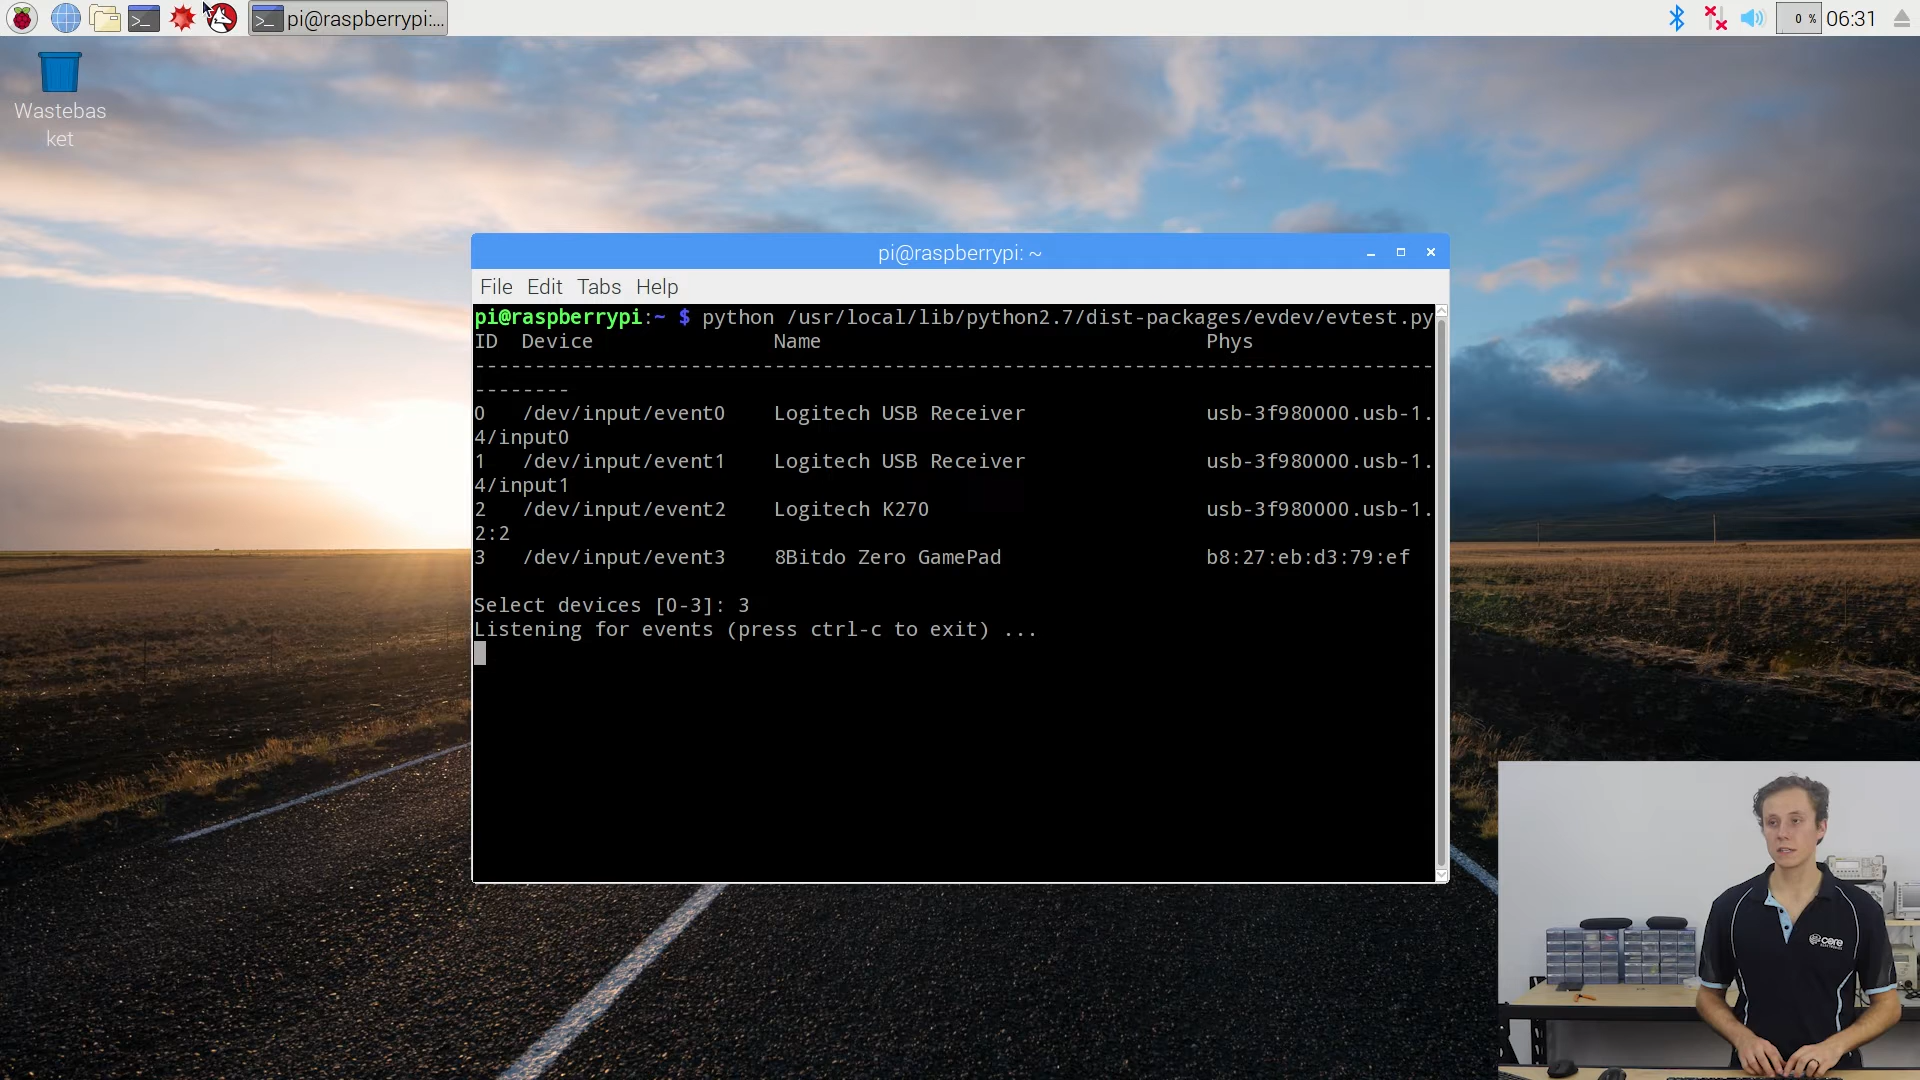 pi@raspberrypi:...
0 %
06:31
Wastebas
ket
pi@raspberrypi: ~
File Edit Tabs Help
pi@raspberrypi:~ $ python /usr/local/lib/python2.7/dist-packages/evdev/evtest.py
ID Device Name Phys
--------------------------------------------------------------------------------
--------
0 /dev/input/event0 Logitech USB Receiver usb-3f980000.usb-1.
4/input0
1 /dev/input/event1 Logitech USB Receiver usb-3f980000.usb-1.
4/input1
2 /dev/input/event2 Logitech K270 usb-3f980000.usb-1.
2:2
3 /dev/input/event3 8Bitdo Zero GamePad b8:27:eb:d3:79:ef
Select devices [0-3]: 3
Listening for events (press ctrl-c to exit) ...
core